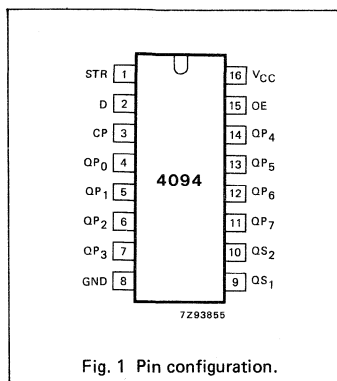 STR 1 16 VCC
D 2 15 OE
CP 3 14 QP4
QP0 4 13 QP5
4094
QP1 5 12 QP6
QP2 6 11 QP7
QP3 7 10 QS2
GND 8 9 QS1
7Z93855
Fig. 1 Pin configuration.